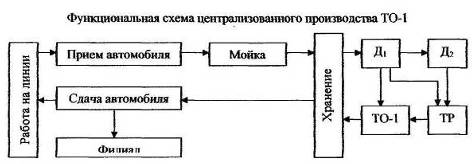 Функциональная схема централизованного производства ТО-1
Работа на линии
Прием автомобиля
Мойка
Хранение
Д1
Д2
Сдача автомобиля
ТО-1
ТР
Филиал